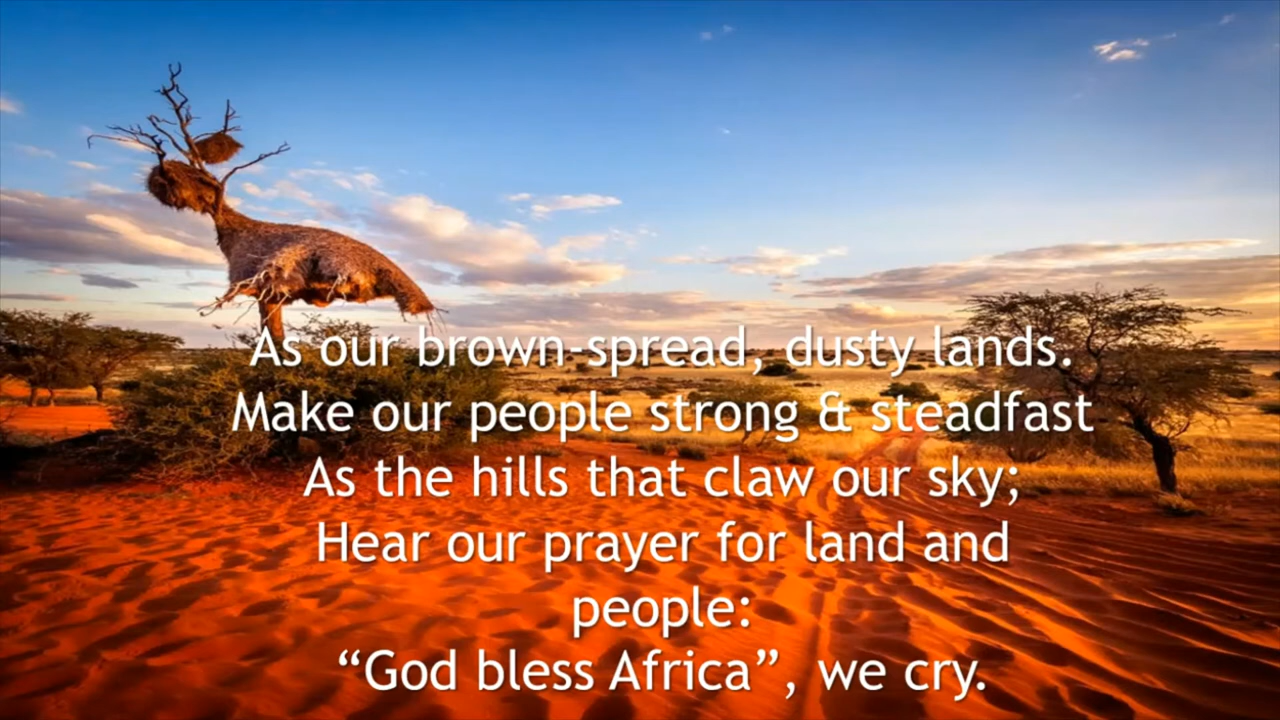 As our brown-spread, dusty lands.
Make our people strong & steadfast
As the hills that claw our sky;
Hear our prayer for land and
people:
“God bless Africa”, we cry.